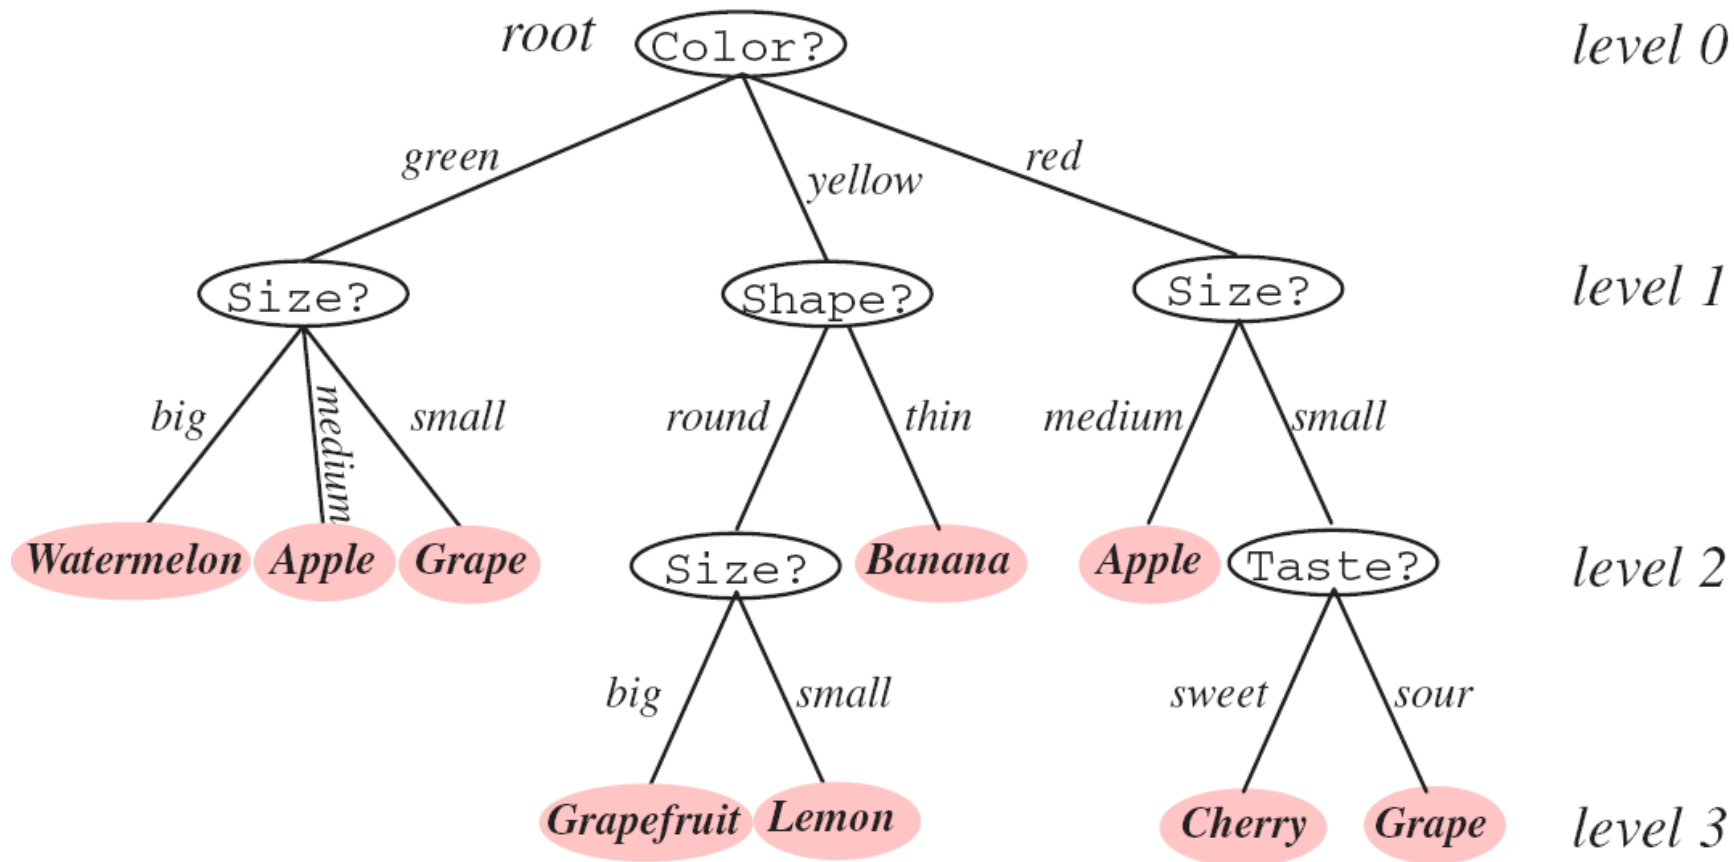 root Color? level 0
green yellow red
Size? Shape? Size? level 1
big medium small round thin medium small
Watermelon Apple Grape Size? Banana Apple Taste? level 2
big small sweet sour
Grapefruit Lemon Cherry Grape level 3